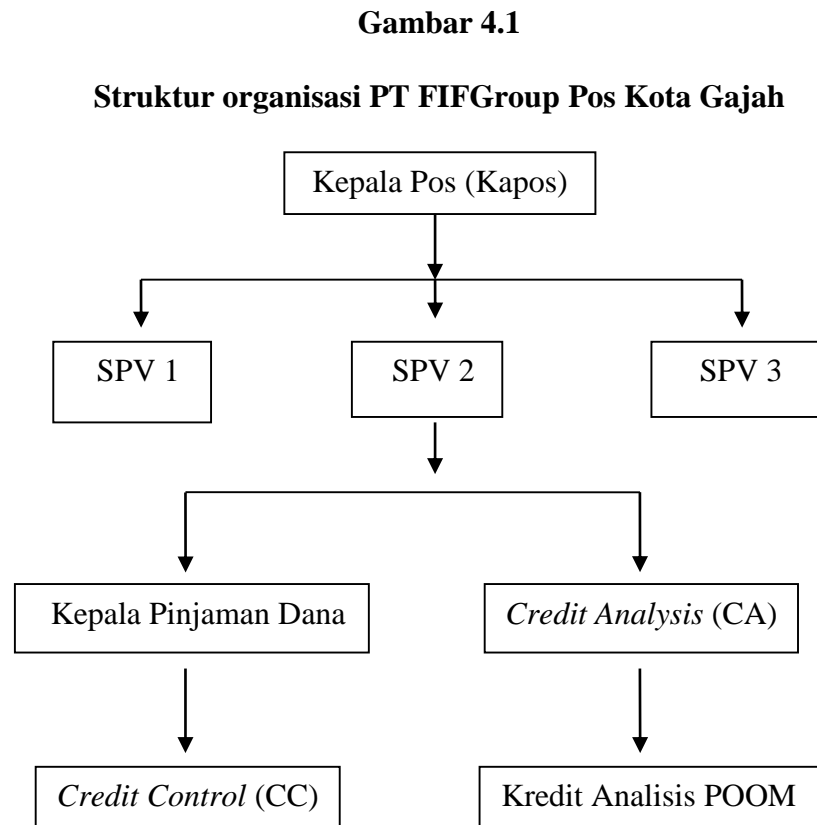 Gambar 4.1
Struktur organisasi PT FIFGroup Pos Kota Gajah
Kepala Pos (Kapos)
SPV 1
SPV 2
SPV 3
Kepala Pinjaman Dana
Credit Analysis (CA)
Credit Control (CC)
Kredit Analisis POOM